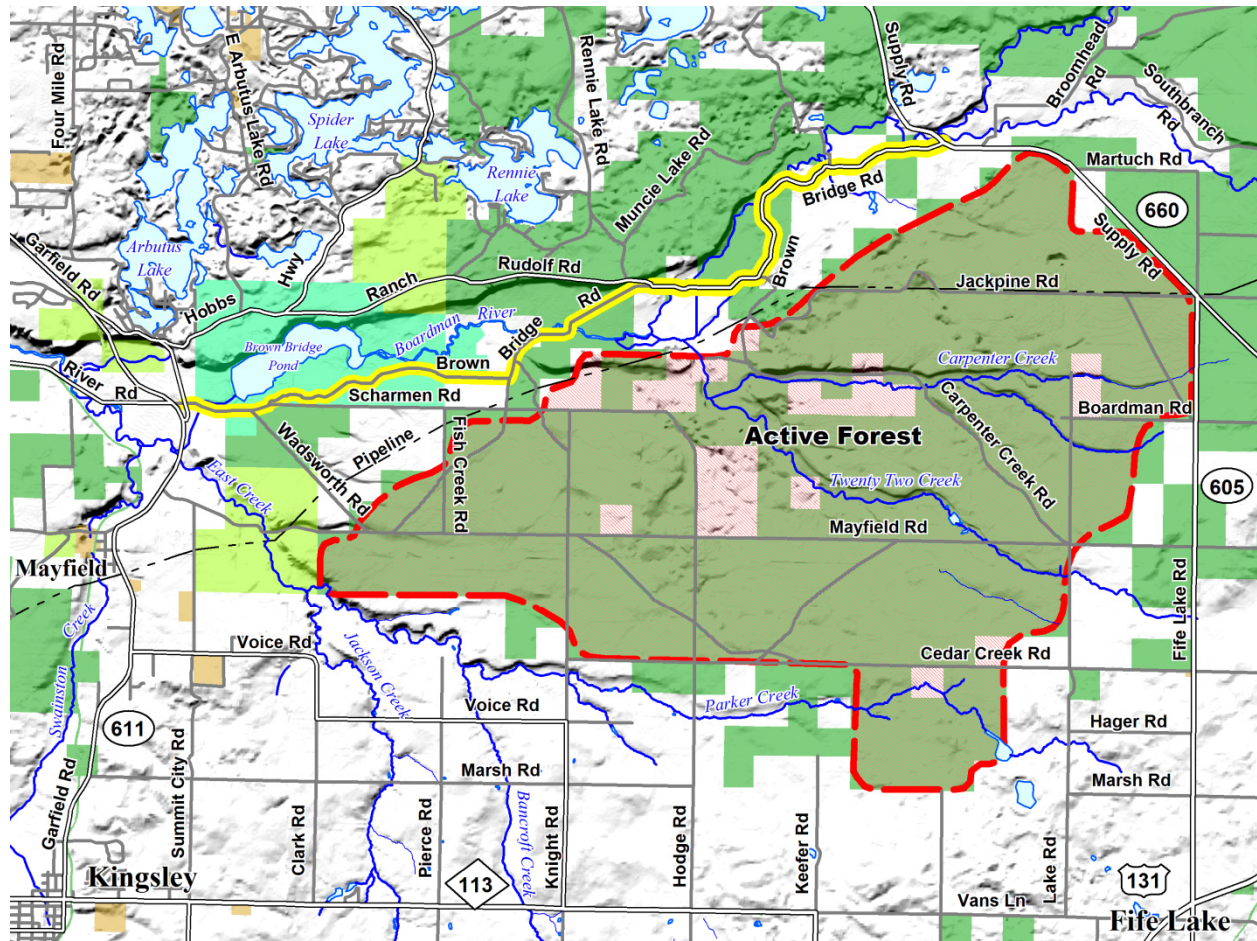 Four Mile Rd
E Arbutus Lake Rd
Spider
Lake
Rennie
Lake
Rennie Lake Rd
Muncie Lake Rd
Supply Rd
Broomhead
Rd
Southbranch
Rd
Martuch Rd
660
Supply Rd
Bridge Rd
Brown
Garfield Rd
Arbutus
Lake
Hobbs
Hwy
Ranch
Rudolf Rd
Rd
Jackpine Rd
River
Rd
Brown Bridge
Pond
Boardman
River
Brown
Bridge
Scharmen Rd
Carpenter Creek
Boardman Rd
Carpenter Creek Rd
Wadsworth Rd
Pipeline
Fish Creek Rd
Active Forest
East Creek
Twenty Two Creek
605
Mayfield Rd
Mayfield
Swainston
Creek
Voice Rd
Jackson Creek
Cedar Creek Rd
Fife Lake Rd
Parker Creek
611
Voice Rd
Hager Rd
Garfield Rd
Summit City Rd
Marsh Rd
Marsh Rd
Clark Rd
Pierce Rd
Bancroft Creek
Knight Rd
Hodge Rd
Keefer Rd
Lake Rd
Kingsley
113
131
Vans Ln
Fife Lake